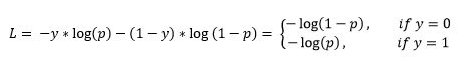 L = −y ∗ log(p) − (1 − y) ∗ log (1 − p) = { −log(1 − p), if y = 0
−log(p), if y = 1